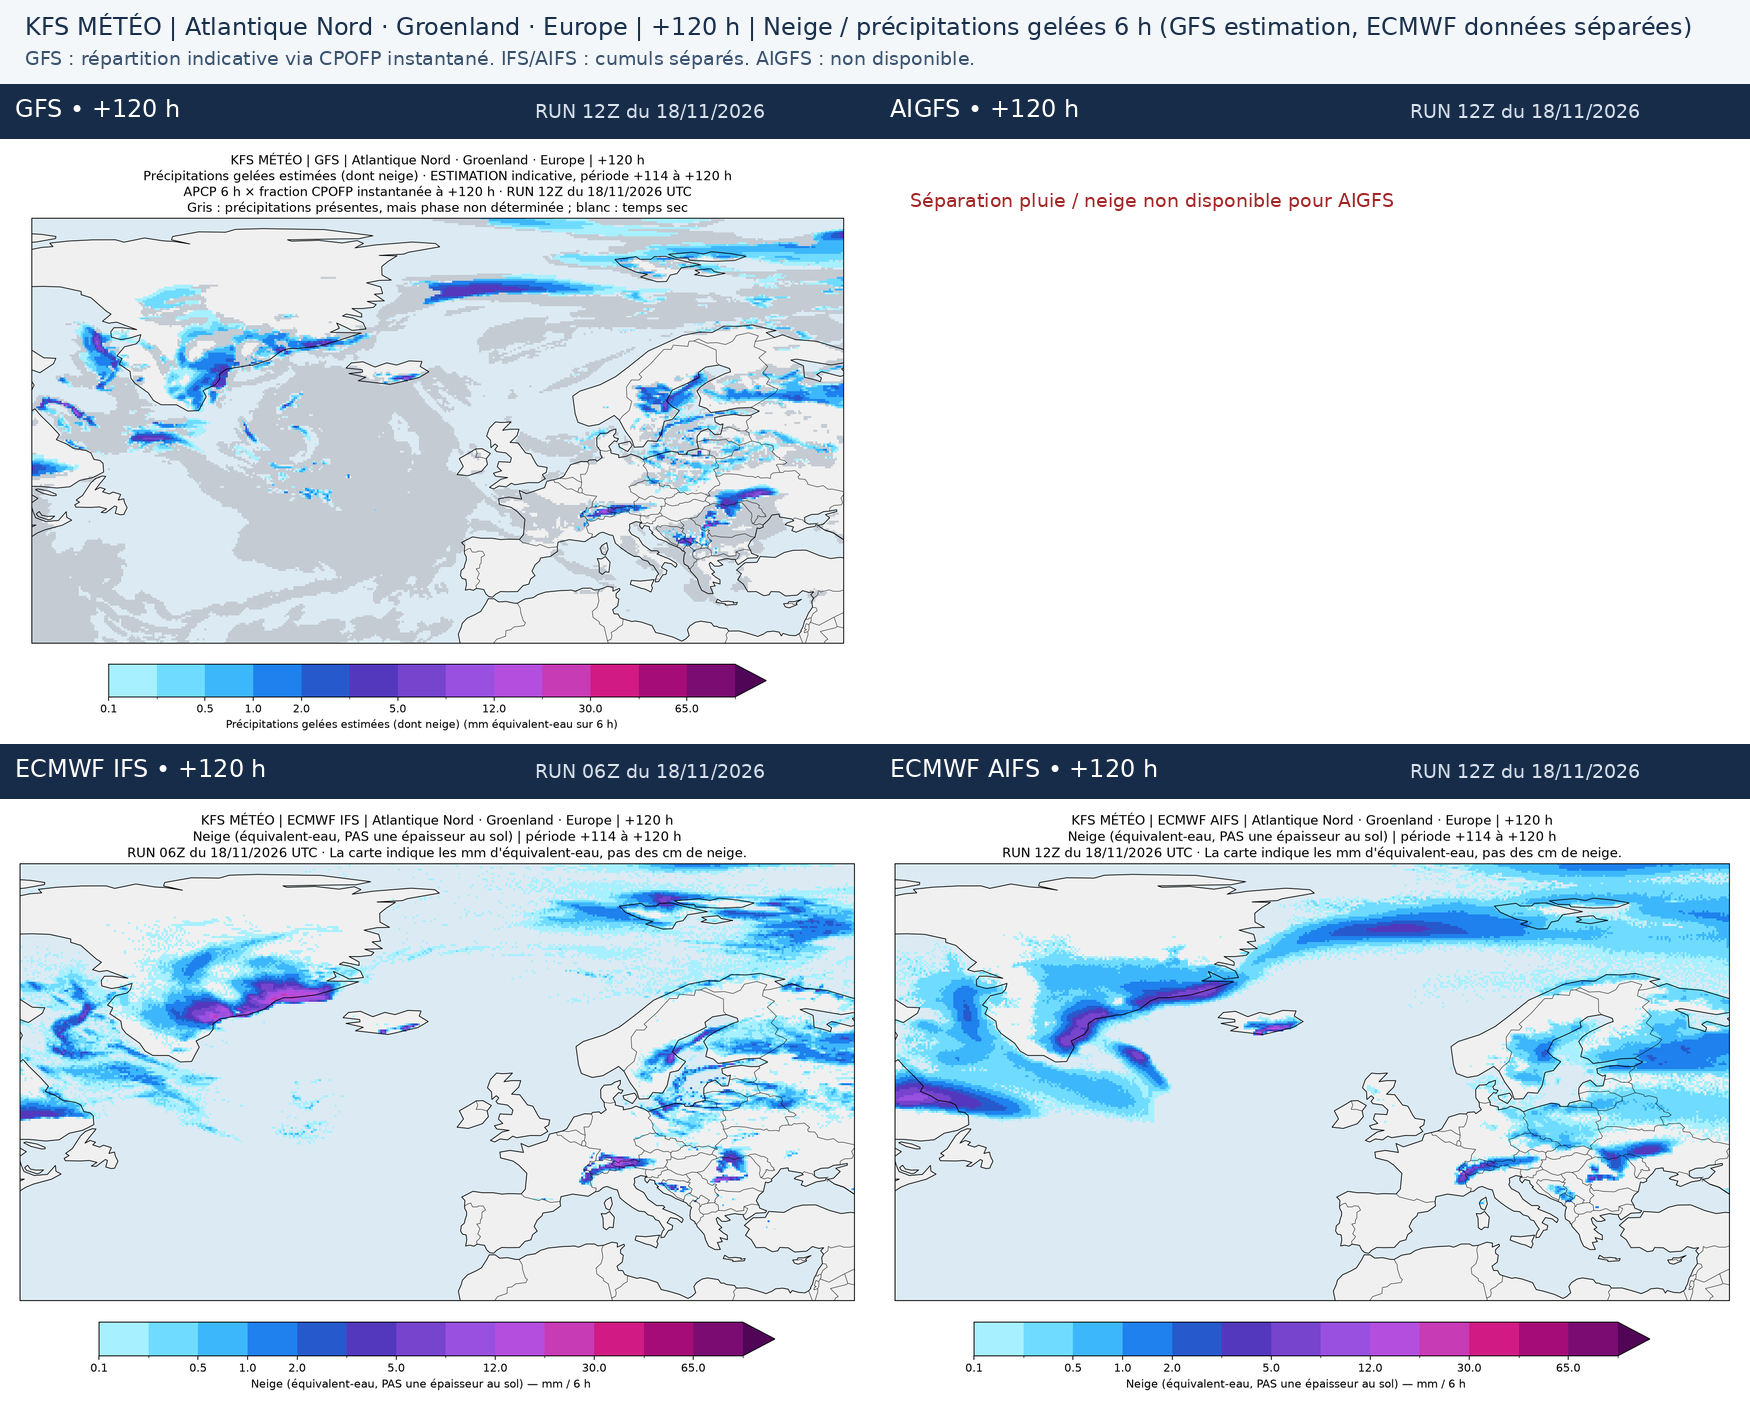 KFS MÉTÉO | Atlantique Nord · Groenland · Europe | +120 h | Neige / précipitations gelées 6 h (GFS estimation, ECMWF données séparées)
GFS : répartition indicative via CPOFP instantané. IFS/AIFS : cumuls séparés. AIGFS : non disponible.
GFS • +120 h
RUN 12Z du 18/11/2026
AIGFS • +120 h
RUN 12Z du 18/11/2026
KFS MÉTÉO | GFS | Atlantique Nord · Groenland · Europe | +120 h
Précipitations gelées estimées (dont neige) · ESTIMATION indicative, période +114 à +120 h
APCP 6 h × fraction CPOFP instantanée à +120 h · RUN 12Z du 18/11/2026 UTC
Gris : précipitations présentes, mais phase non déterminée ; blanc : temps sec
Séparation pluie / neige non disponible pour AIGFS
0.1 0.5 1.0 2.0 5.0 12.0 30.0 65.0
Précipitations gelées estimées (dont neige) (mm équivalent-eau sur 6 h)
ECMWF IFS • +120 h
RUN 06Z du 18/11/2026
ECMWF AIFS • +120 h
RUN 12Z du 18/11/2026
KFS MÉTÉO | ECMWF IFS | Atlantique Nord · Groenland · Europe | +120 h
Neige (équivalent-eau, PAS une épaisseur au sol) | période +114 à +120 h
RUN 06Z du 18/11/2026 UTC · La carte indique les mm d'équivalent-eau, pas des cm de neige.
KFS MÉTÉO | ECMWF AIFS | Atlantique Nord · Groenland · Europe | +120 h
Neige (équivalent-eau, PAS une épaisseur au sol) | période +114 à +120 h
RUN 12Z du 18/11/2026 UTC · La carte indique les mm d'équivalent-eau, pas des cm de neige.
0.1 0.5 1.0 2.0 5.0 12.0 30.0 65.0
Neige (équivalent-eau, PAS une épaisseur au sol) — mm / 6 h
0.1 0.5 1.0 2.0 5.0 12.0 30.0 65.0
Neige (équivalent-eau, PAS une épaisseur au sol) — mm / 6 h